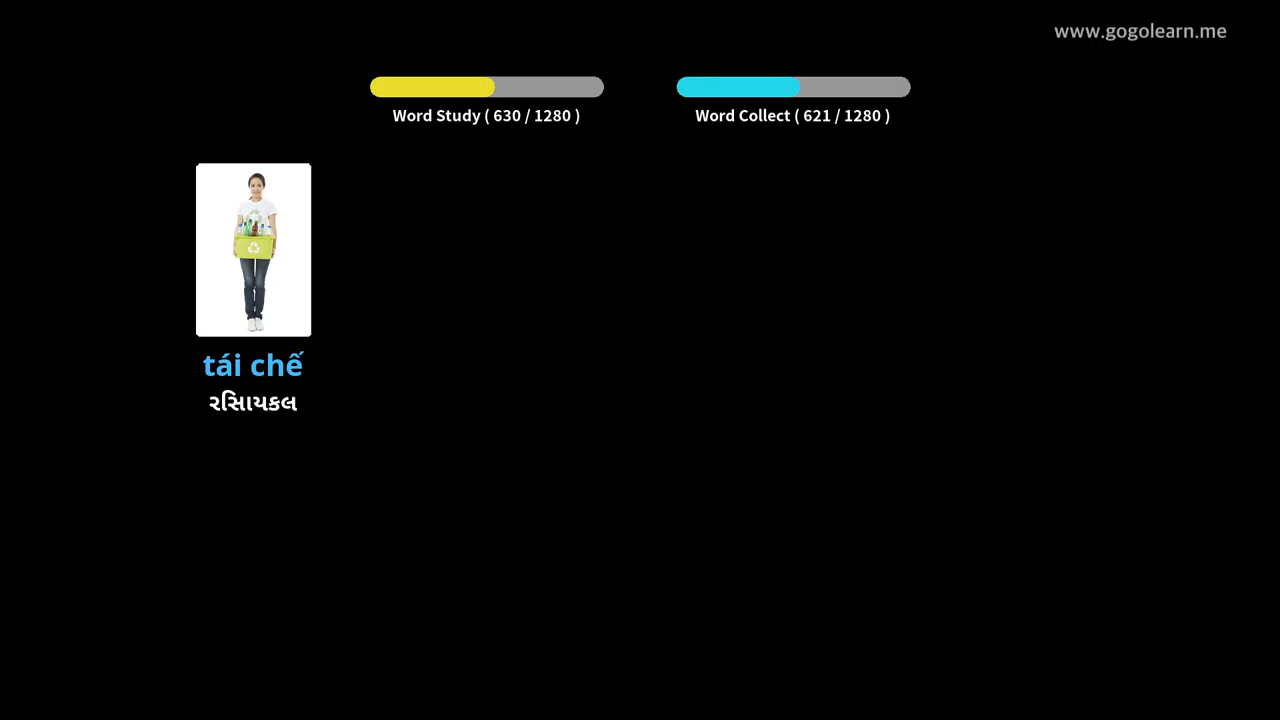 www.gogolearn.me
Word Study ( 630 / 1280 )
Word Collect ( 621 / 1280 )
tái chế
રિસાયકલ